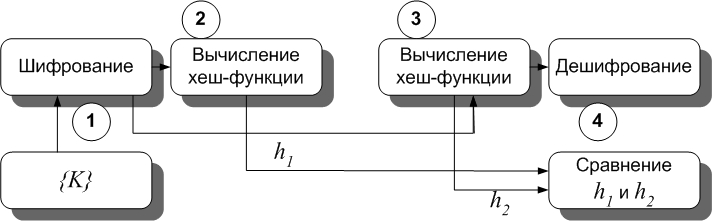 2
3
Шифрование
Вычисление
хеш-функции
Вычисление
хеш-функции
Дешифрование
1
4
h1
{K}
Сравнение
h1 и h2
h2